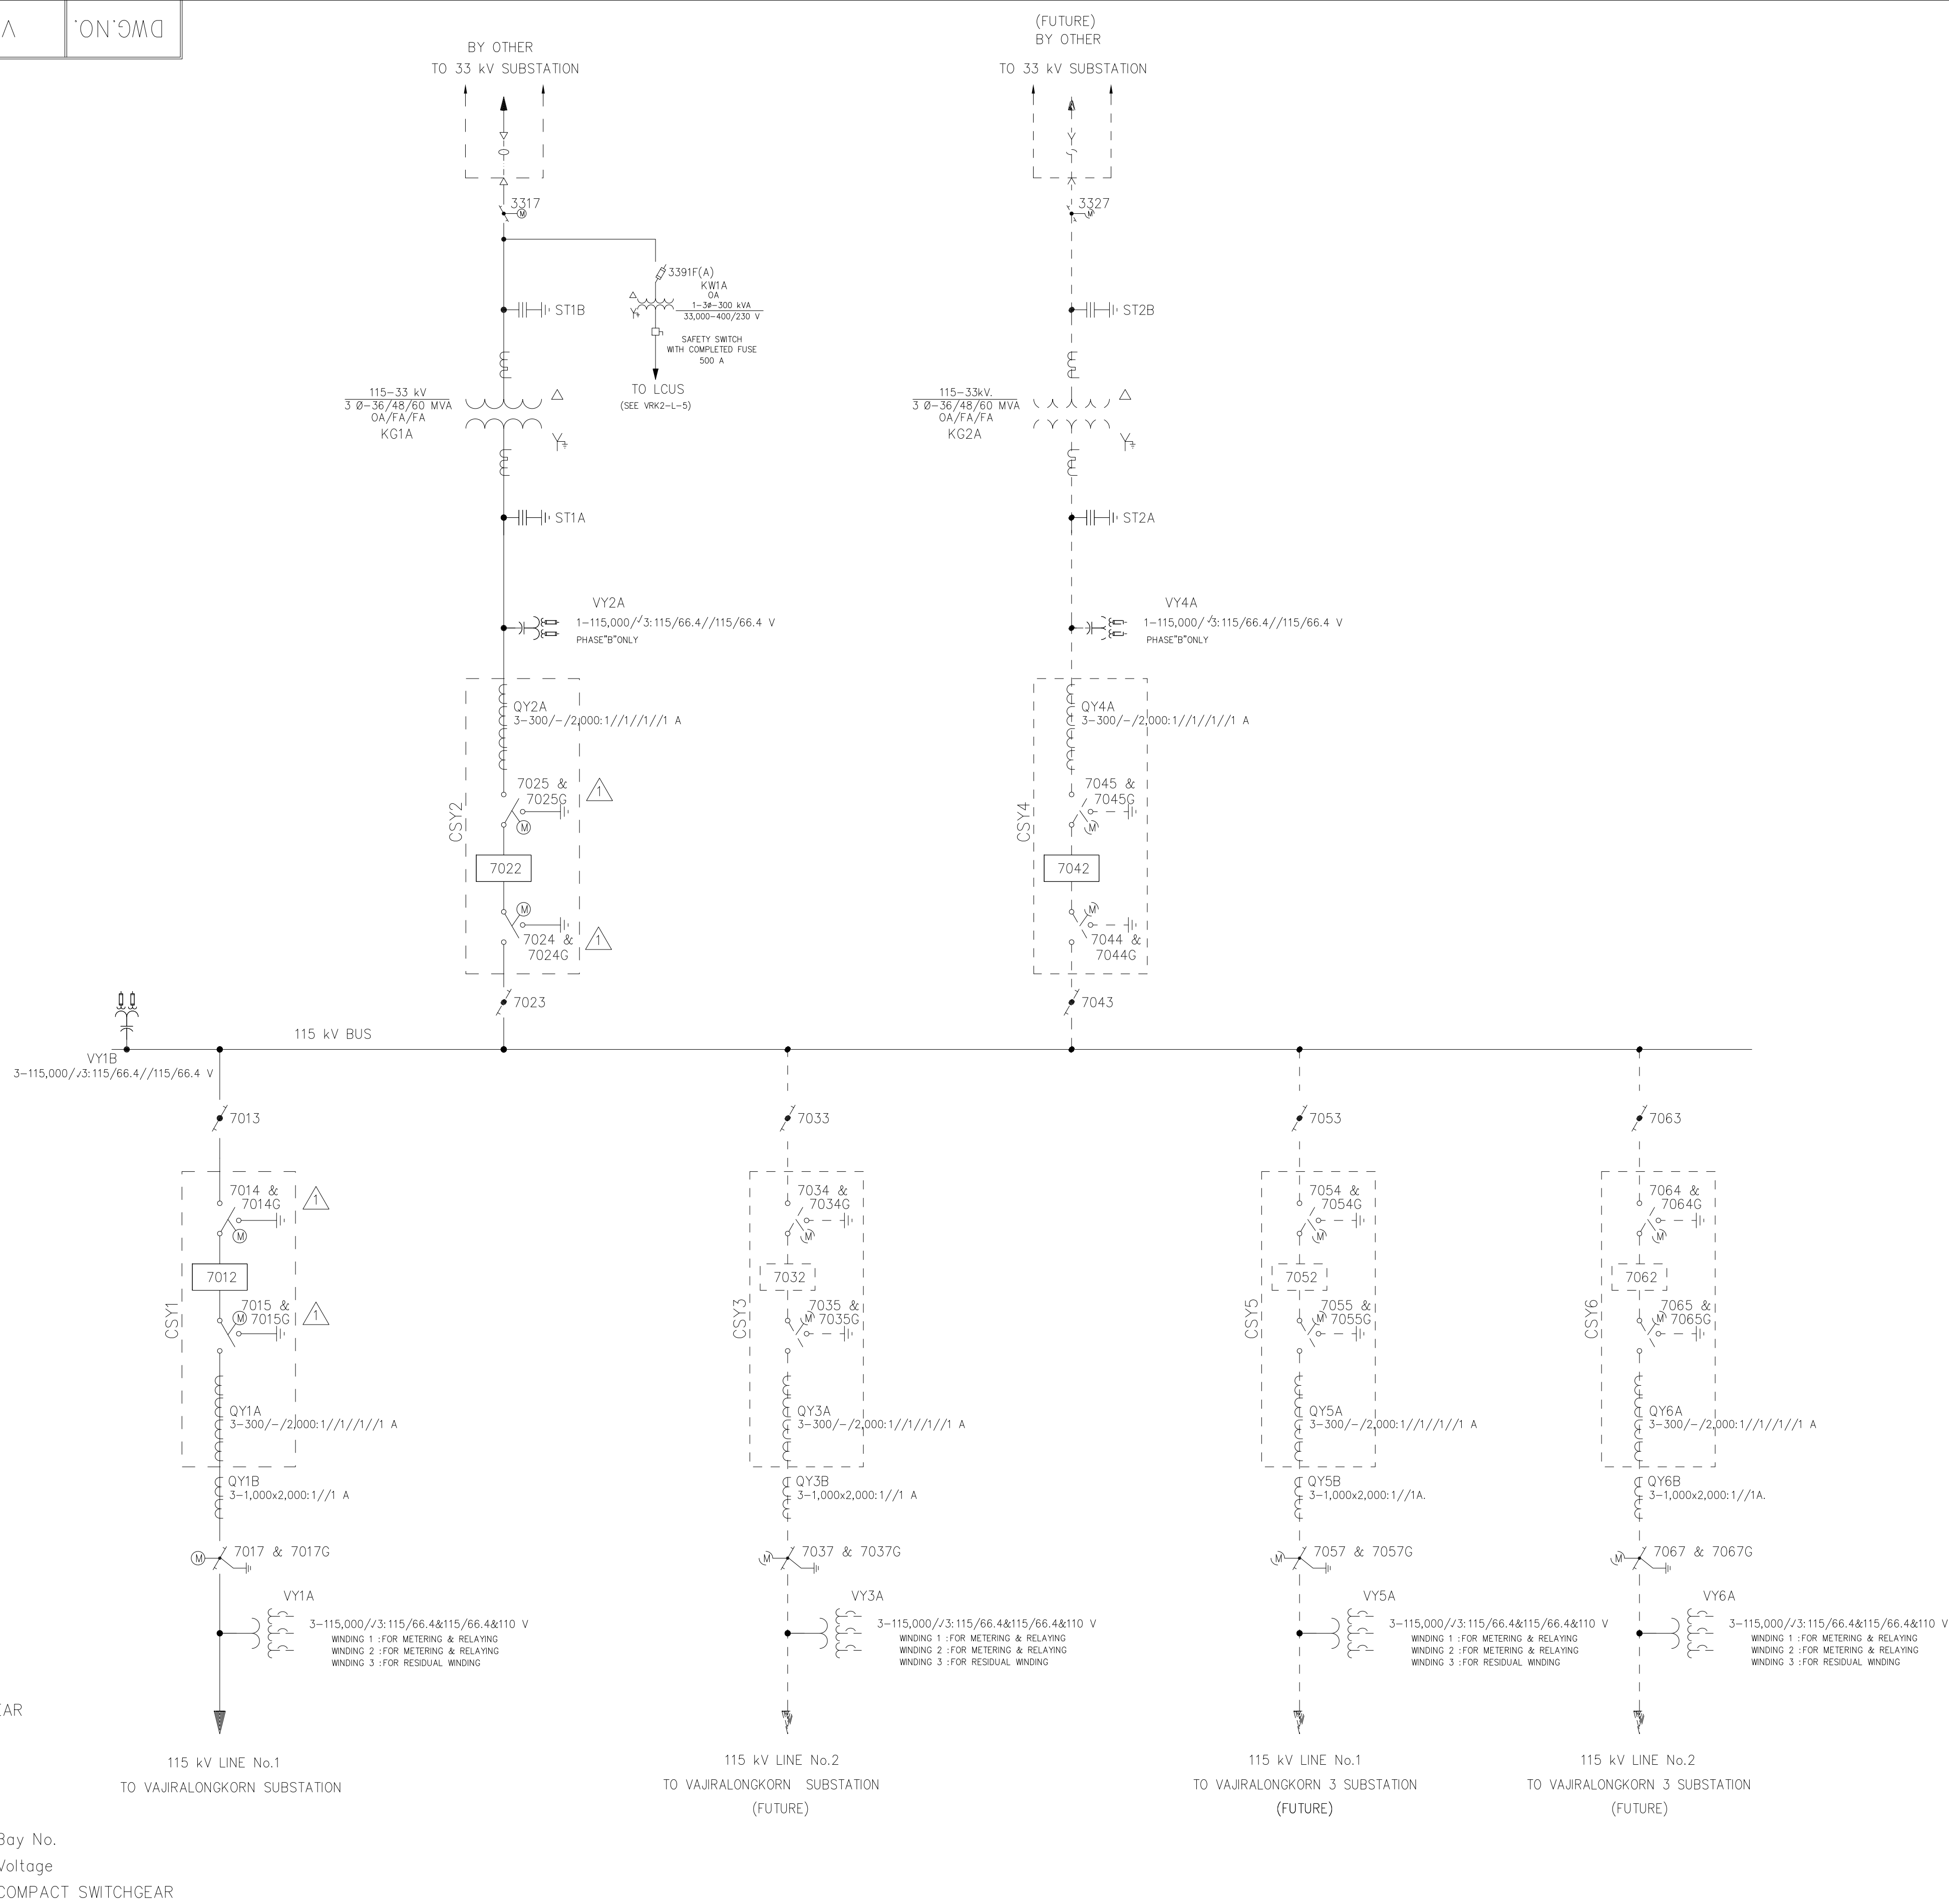 DWG.NO.
V
BY OTHER
TO 33 kV SUBSTATION
(FUTURE)
BY OTHER
TO 33 kV SUBSTATION
3317
M
3327
M
3391F(A)
KW1A
OA
1-3ø-300 kVA
33,000-400/230 V
SAFETY SWITCH
WITH COMPLETED FUSE
500 A
TO LCUS
(SEE VRK2-L-5)
ST1B
ST2B
115-33 kV
3 Ø-36/48/60 MVA
OA/FA/FA
KG1A
115-33kV.
3 Ø-36/48/60 MVA
OA/FA/FA
KG2A
ST1A
ST2A
VY2A
1-115,000/√3:115/66.4//115/66.4 V
PHASE"B"ONLY
VY4A
1-115,000/√3:115/66.4//115/66.4 V
PHASE"B"ONLY
QY2A
3-300/-/2,000:1//1//1//1 A
QY4A
3-300/-/2,000:1//1//1//1 A
7025 &
7025G
1
M
CSY2
7022
M
7024 &
7024G
1
7045 &
7045G
M
CSY4
7042
M
7044 &
7044G
7023
7043
115 kV BUS
VY1B
3-115,000/√3:115/66.4//115/66.4 V
7013
7033
7053
7063
7014 &
7014G
1
M
7012
CSY1
7015 &
M 7015G
1
7034 &
7034G
M
7032
CSY3
7035 &
M 7035G
7054 &
7054G
M
7052
CSY5
7055 &
M 7055G
7064 &
7064G
M
7062
CSY6
7065 &
M 7065G
QY1A
3-300/-/2,000:1//1//1//1 A
QY3A
3-300/-/2,000:1//1//1//1 A
QY5A
3-300/-/2,000:1//1//1//1 A
QY6A
3-300/-/2,000:1//1//1//1 A
QY1B
3-1,000x2,000:1//1 A
QY3B
3-1,000x2,000:1//1 A
QY5B
3-1,000x2,000:1//1A.
QY6B
3-1,000x2,000:1//1A.
M 7017 & 7017G
M 7037 & 7037G
M 7057 & 7057G
M 7067 & 7067G
VY1A
3-115,000/√3:115/66.4&115/66.4&110 V
WINDING 1 :FOR METERING & RELAYING
WINDING 2 :FOR METERING & RELAYING
WINDING 3 :FOR RESIDUAL WINDING
VY3A
3-115,000/√3:115/66.4&115/66.4&110 V
WINDING 1 :FOR METERING & RELAYING
WINDING 2 :FOR METERING & RELAYING
WINDING 3 :FOR RESIDUAL WINDING
VY5A
3-115,000/√3:115/66.4&115/66.4&110 V
WINDING 1 :FOR METERING & RELAYING
WINDING 2 :FOR METERING & RELAYING
WINDING 3 :FOR RESIDUAL WINDING
VY6A
3-115,000/√3:115/66.4&115/66.4&110 V
WINDING 1 :FOR METERING & RELAYING
WINDING 2 :FOR METERING & RELAYING
WINDING 3 :FOR RESIDUAL WINDING
EAR
115 kV LINE No.1
TO VAJIRALONGKORN SUBSTATION
115 kV LINE No.2
TO VAJIRALONGKORN SUBSTATION
(FUTURE)
115 kV LINE No.1
TO VAJIRALONGKORN 3 SUBSTATION
(FUTURE)
115 kV LINE No.2
TO VAJIRALONGKORN 3 SUBSTATION
(FUTURE)
Bay No.
Voltage
COMPACT SWITCHGEAR